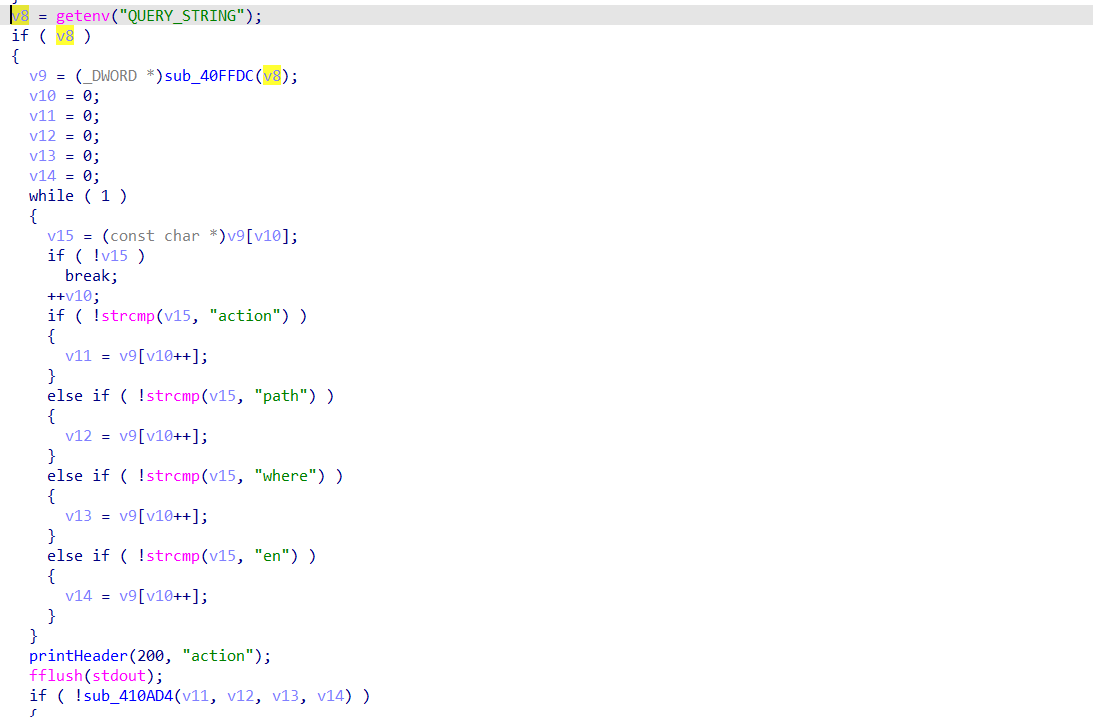 v8 = getenv("QUERY_STRING");
if ( v8 )
{
v9 = (_DWORD *)sub_40FFDC(v8);
v10 = 0;
v11 = 0;
v12 = 0;
v13 = 0;
v14 = 0;
while ( 1 )
{
v15 = (const char *)v9[v10];
if ( !v15 )
break;
++v10;
if ( !strcmp(v15, "action") )
{
v11 = v9[v10++];
}
else if ( !strcmp(v15, "path") )
{
v12 = v9[v10++];
}
else if ( !strcmp(v15, "where") )
{
v13 = v9[v10++];
}
else if ( !strcmp(v15, "en") )
{
v14 = v9[v10++];
}
}
printHeader(200, "action");
fflush(stdout);
if ( !sub_410AD4(v11, v12, v13, v14) )
{